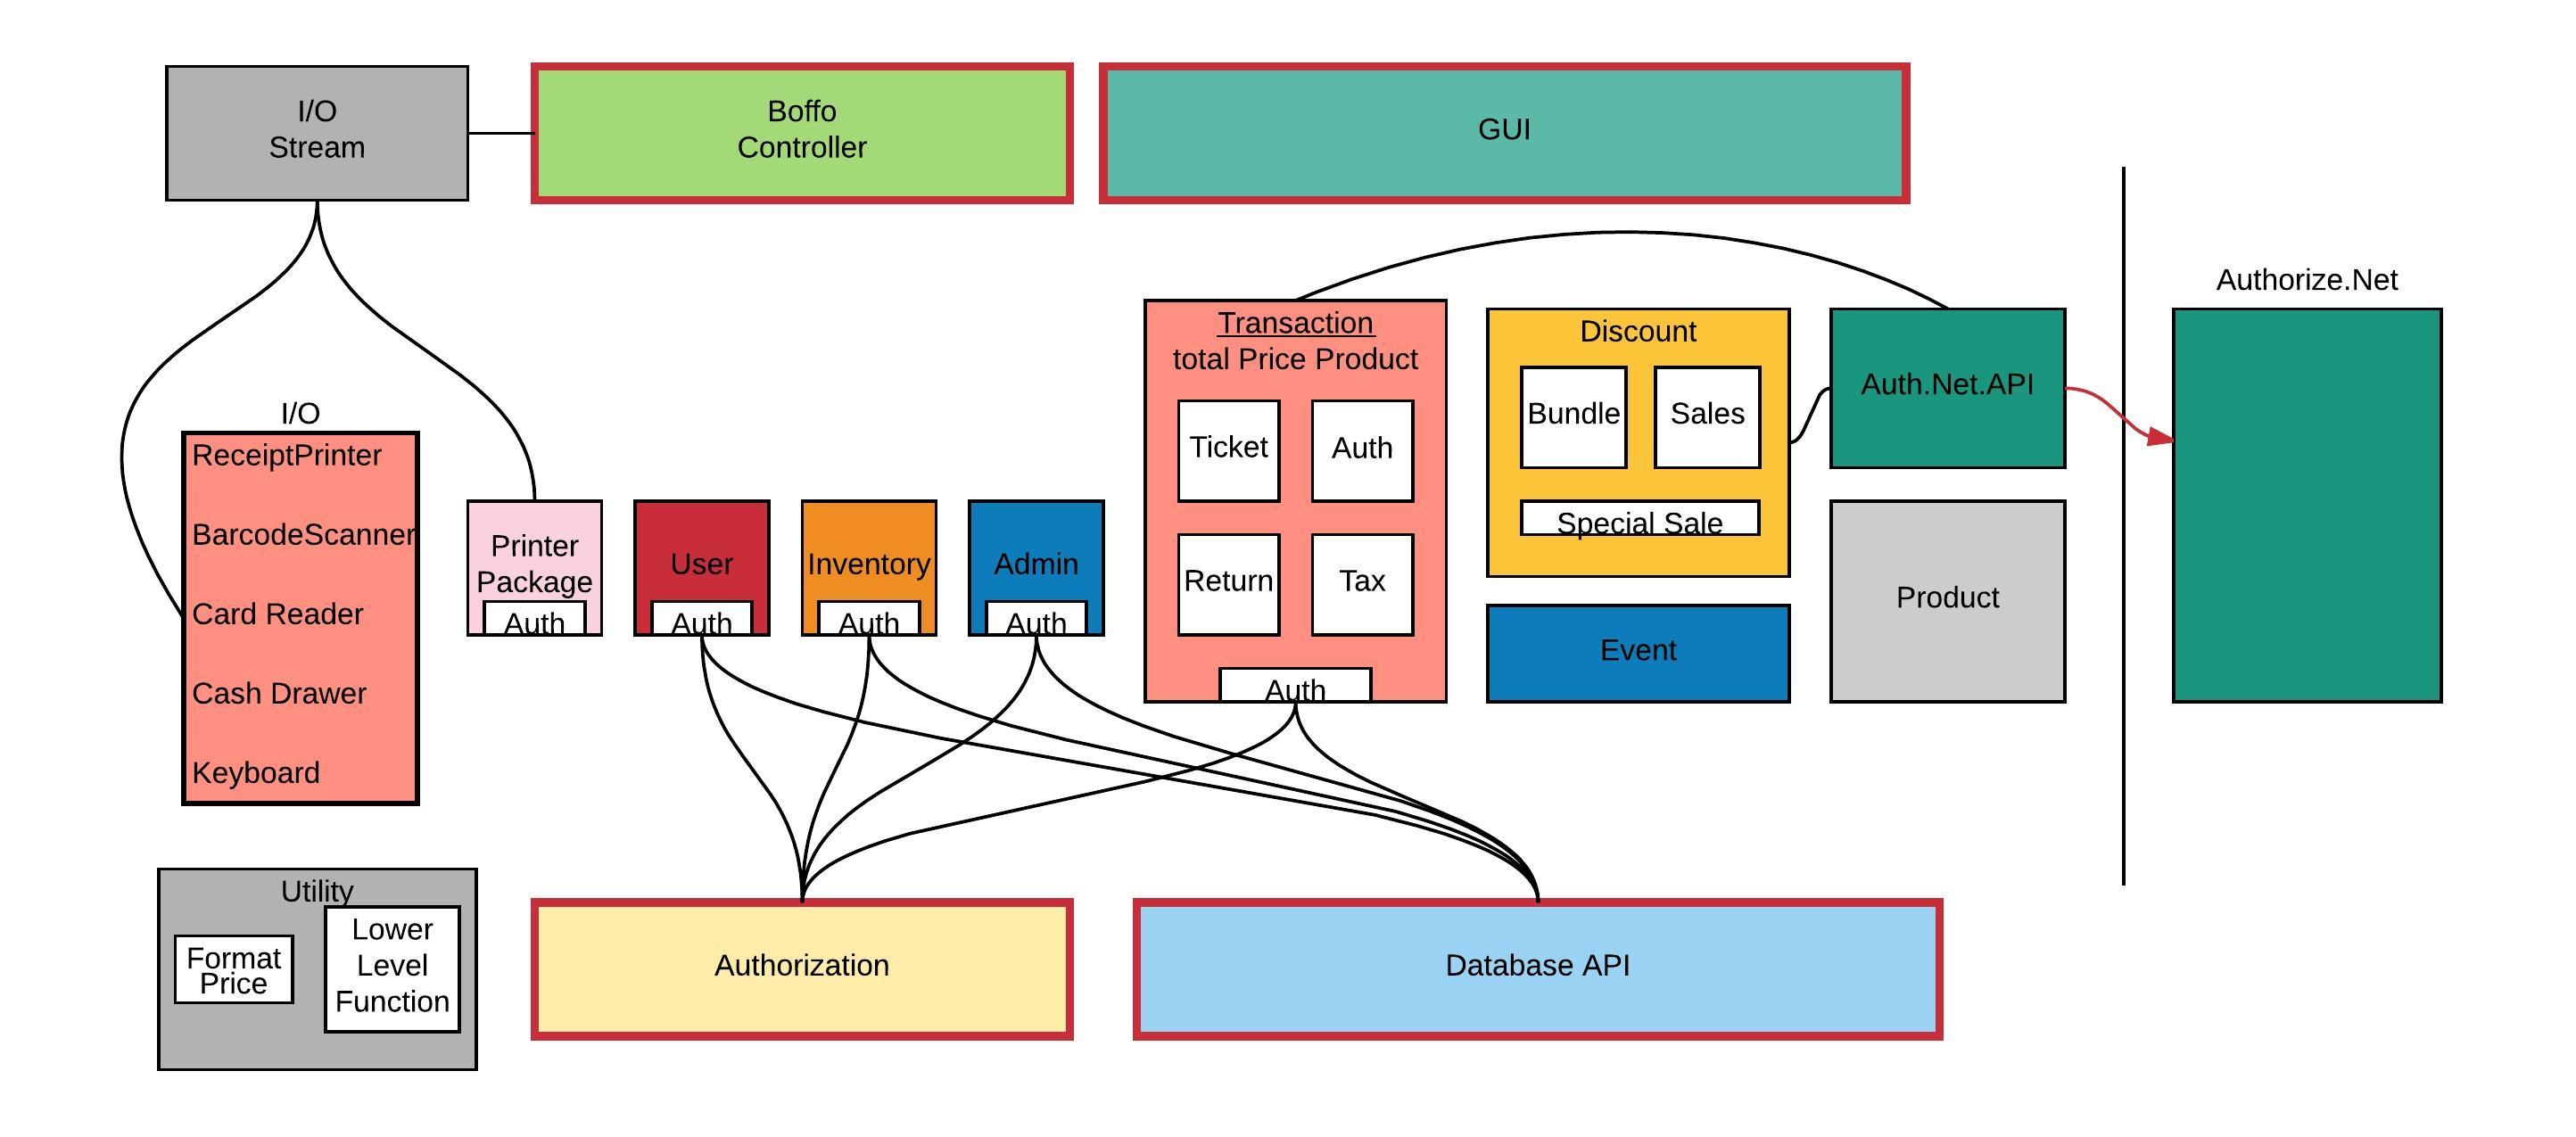 I/O
Stream
Boffo
Controller
GUI
Authorize.Net
Transaction
total Price Product
Ticket
Auth
Return
Tax
Auth
Discount
Bundle
Sales
Special Sale
Auth.Net.API
Event
Product
I/O
ReceiptPrinter
BarcodeScanner
Card Reader
Cash Drawer
Keyboard
Printer
Package
Auth
User
Auth
Inventory
Auth
Admin
Auth
Utility
Format
Price
Lower
Level
Function
Authorization
Database API